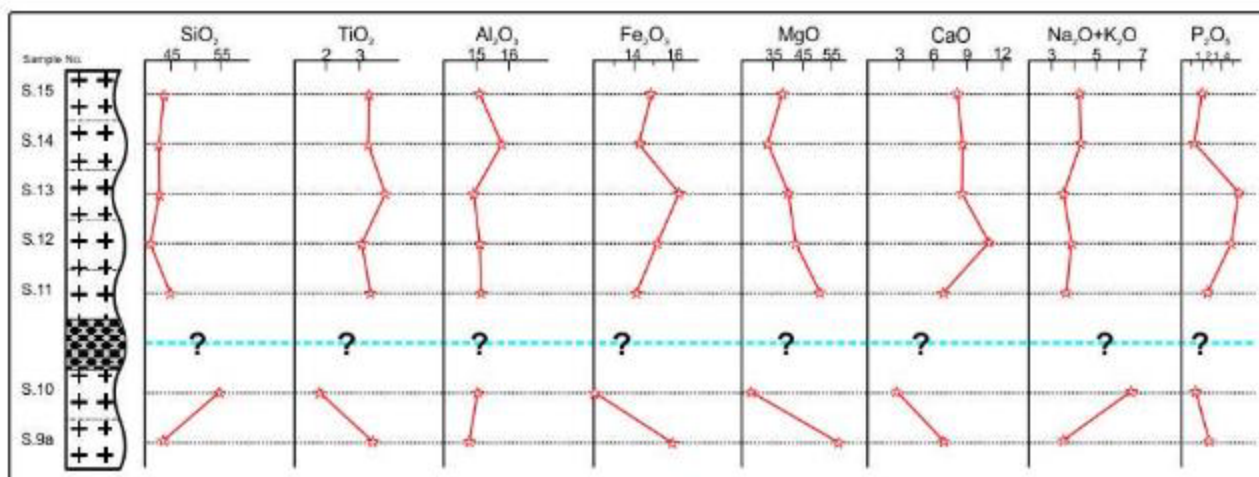 SiO₂ TiO₂ Al₂O₃ Fe₂O₃ MgO CaO Na₂O+K₂O P₂O₅
Sample No. 45 55 2 3 15 16 14 16 35 45 55 3 6 9 12 3 5 7
S.15
S.14
S.13
S.12
S.11
? ? ? ? ? ? ? ?
S.10
S.9a